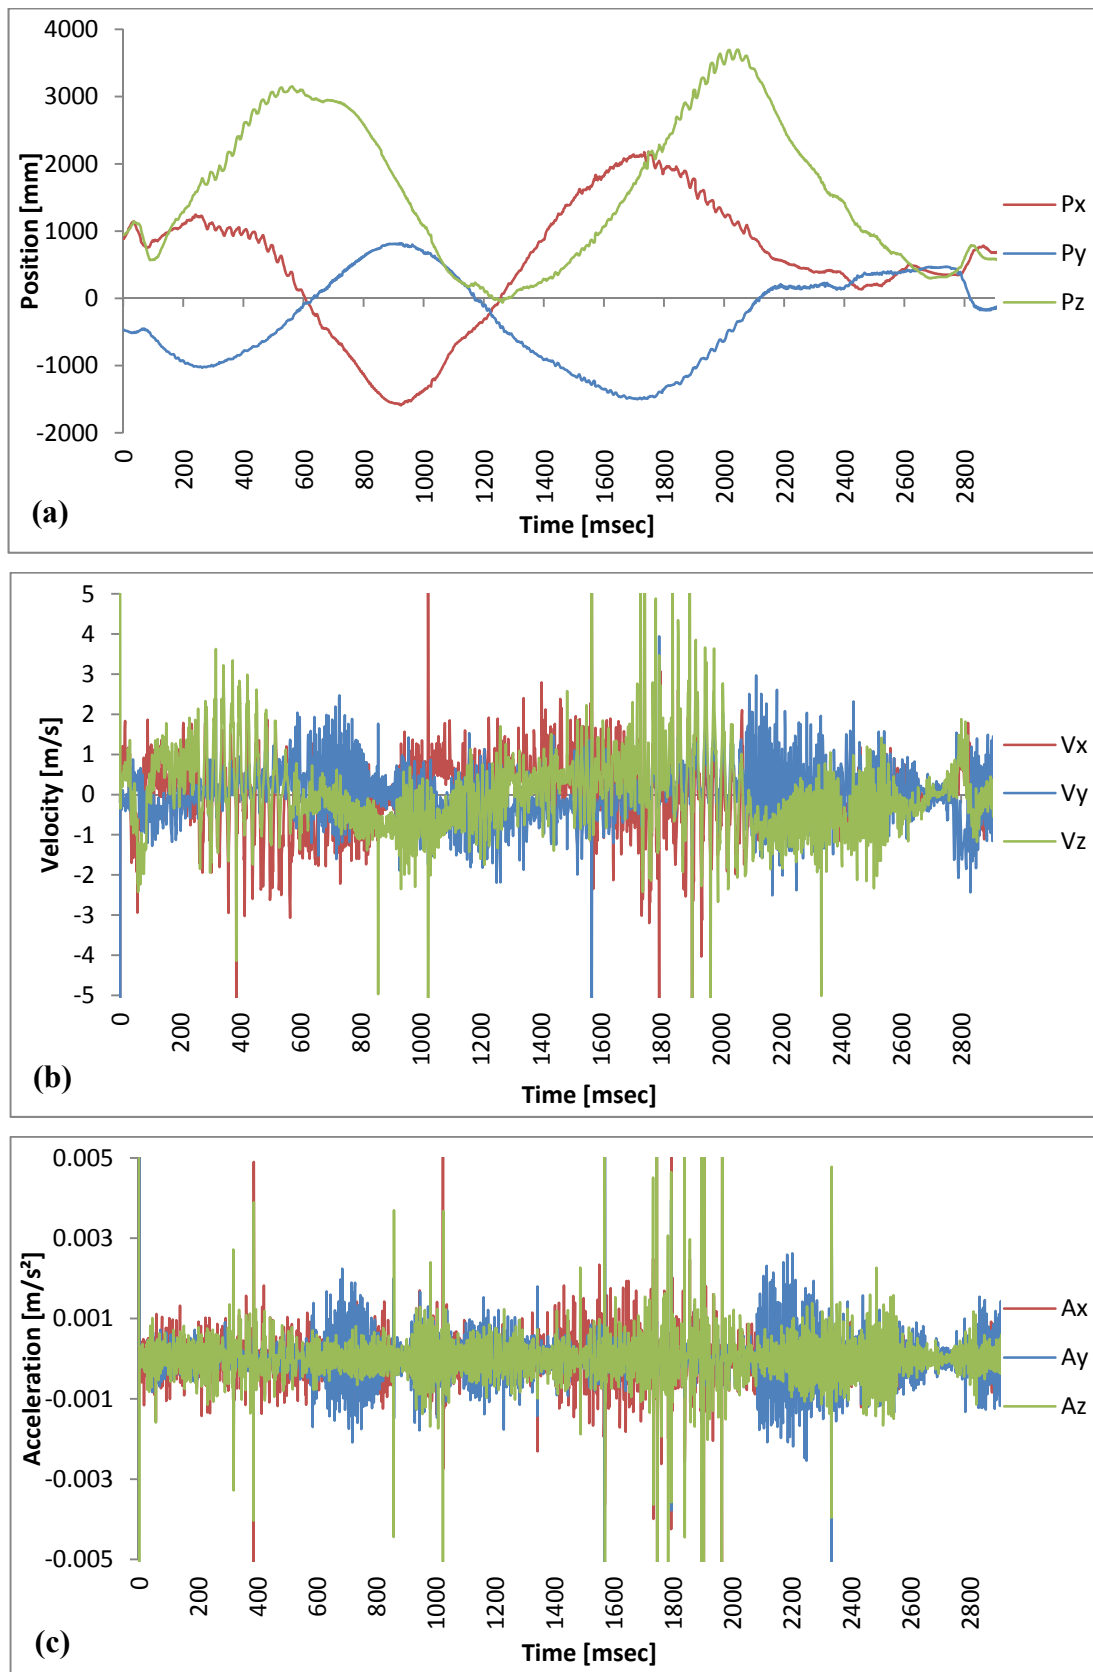 4000
3000
2000
1000
0
-1000
-2000
Position [mm]
0 200 400 600 800 1000 1200 1400 1600 1800 2000 2200 2400 2600 2800
Time [msec]
Px
Py
Pz
(a)
5
4
3
2
1
0
-1
-2
-3
-4
-5
Velocity [m/s]
0 200 400 600 800 1000 1200 1400 1600 1800 2000 2200 2400 2600 2800
Time [msec]
Vx
Vy
Vz
(b)
0.005
0.003
0.001
-0.001
-0.003
-0.005
Acceleration [m/s²]
0 200 400 600 800 1000 1200 1400 1600 1800 2000 2200 2400 2600 2800
Time [msec]
Ax
Ay
Az
(c)